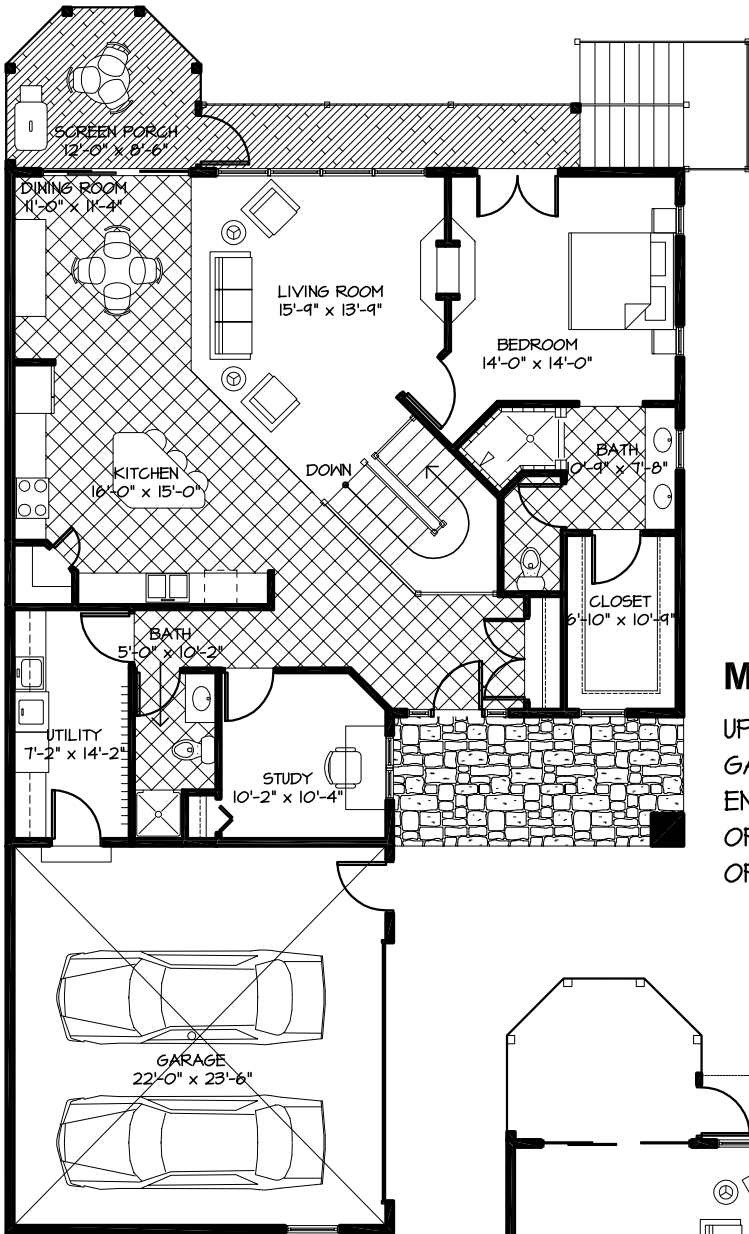 SCREEN PORCH
12'-0" x 8'-6"
DINING ROOM
11'-0" x 11'-4"
LIVING ROOM
15'-9" x 13'-9"
BEDROOM
14'-0" x 14'-0"
BATH
0'-9" x 7'-8"
KITCHEN
16'-0" x 15'-0"
DOWN
CLOSET
6'-10" x 10'-9"
BATH
5'-0" x 10'-2"
UTILITY
7'-2" x 14'-2"
STUDY
10'-2" x 10'-4"
GARAGE
22'-0" x 23'-6"
M
UP
GA
EN
OF
OF